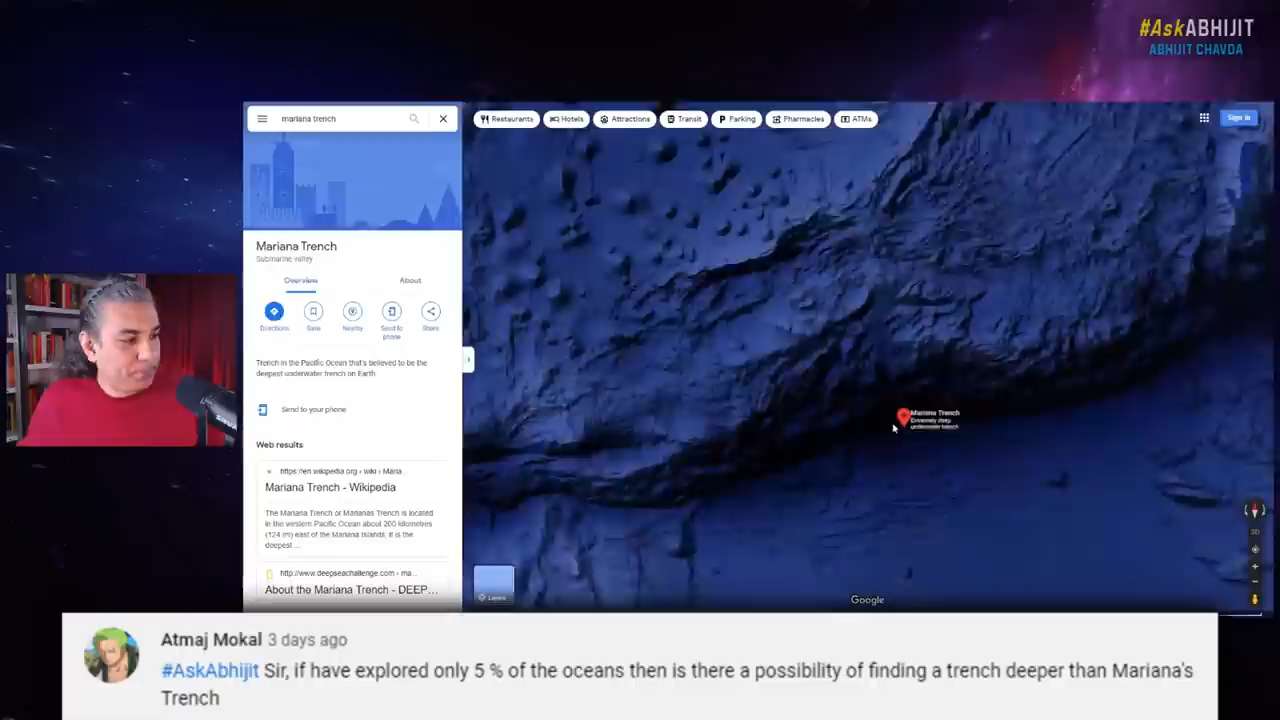 #AskABHIJIT
ABHIJIT CHAVDA
mariana trench
Restaurants
Hotels
Attractions
Transit
Parking
Pharmacies
ATMs
Sign in
Mariana Trench
Submarine valley
Overview
About
Directions
Save
Nearby
Send to
phone
Share
Trench in the Pacific Ocean that's believed to be the
deepest underwater trench on Earth
Send to your phone
Mariana Trench
Extremely deep
underwater trench
Web results
https://en.wikipedia.org › wiki › Maria...
Mariana Trench - Wikipedia
The Mariana Trench or Marianas Trench is located
in the western Pacific Ocean about 200 kilometres
(124 mi) east of the Mariana Islands; it is the
deepest ...
http://www.deepseachallenge.com › ma...
About the Mariana Trench - DEEP...
Layers
Google
3D
Atmaj Mokal 3 days ago
#AskAbhijit Sir, if have explored only 5 % of the oceans then is there a possibility of finding a trench deeper than Mariana's
Trench